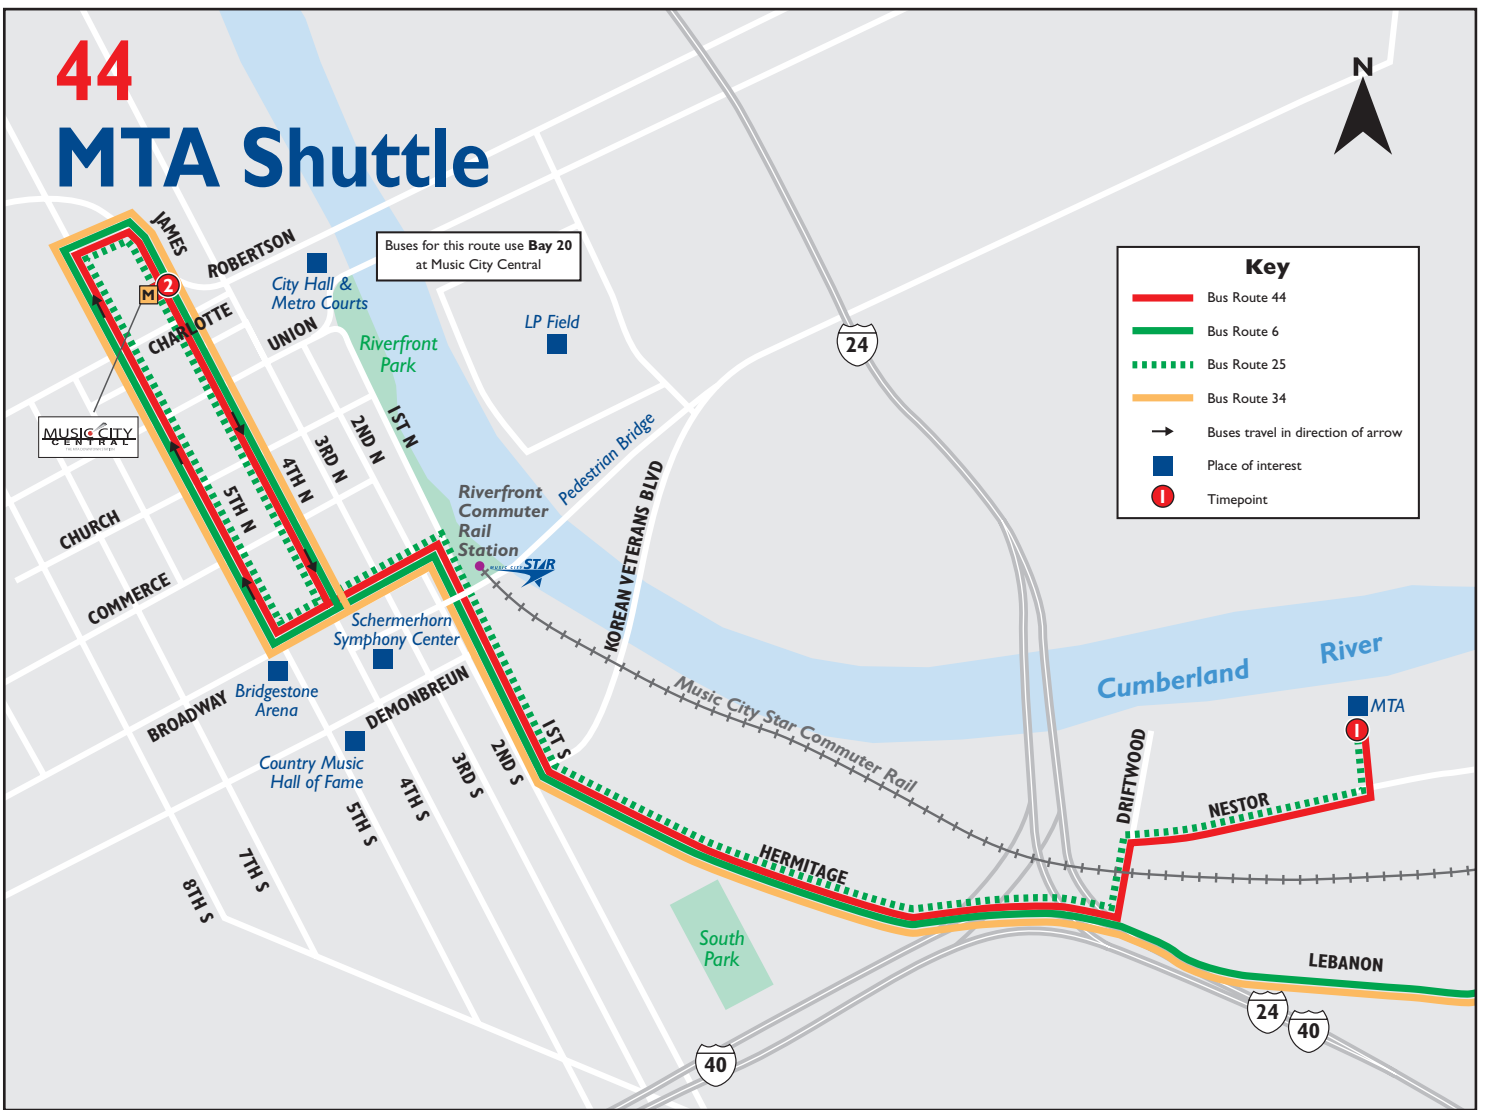 44
MTA Shuttle
N
JAMES
ROBERTSON
Buses for this route use Bay 20
at Music City Central
City Hall &
Metro Courts
2
M
CHARLOTTE
UNION
LP Field
Riverfront
Park
24
Key
Bus Route 44
Bus Route 6
Bus Route 25
Bus Route 34
Buses travel in direction of arrow
Place of interest
1
Timepoint
MUSIC CITY
CENTRAL
1ST N
2ND N
3RD N
4TH N
5TH N
Pedestrian Bridge
KOREAN VETERANS BLVD
Riverfront
Commuter
Rail
Station
MUSIC CITY STAR
CHURCH
COMMERCE
Schermerhorn
Symphony Center
Bridgestone
Arena
BROADWAY
DEMONBREUN
Country Music
Hall of Fame
1ST S
2ND S
3RD S
4TH S
5TH S
7TH S
8TH S
Music City Star Commuter Rail
Cumberland
River
MTA
1
DRIFTWOOD
NESTOR
HERMITAGE
South
Park
LEBANON
24
40
40